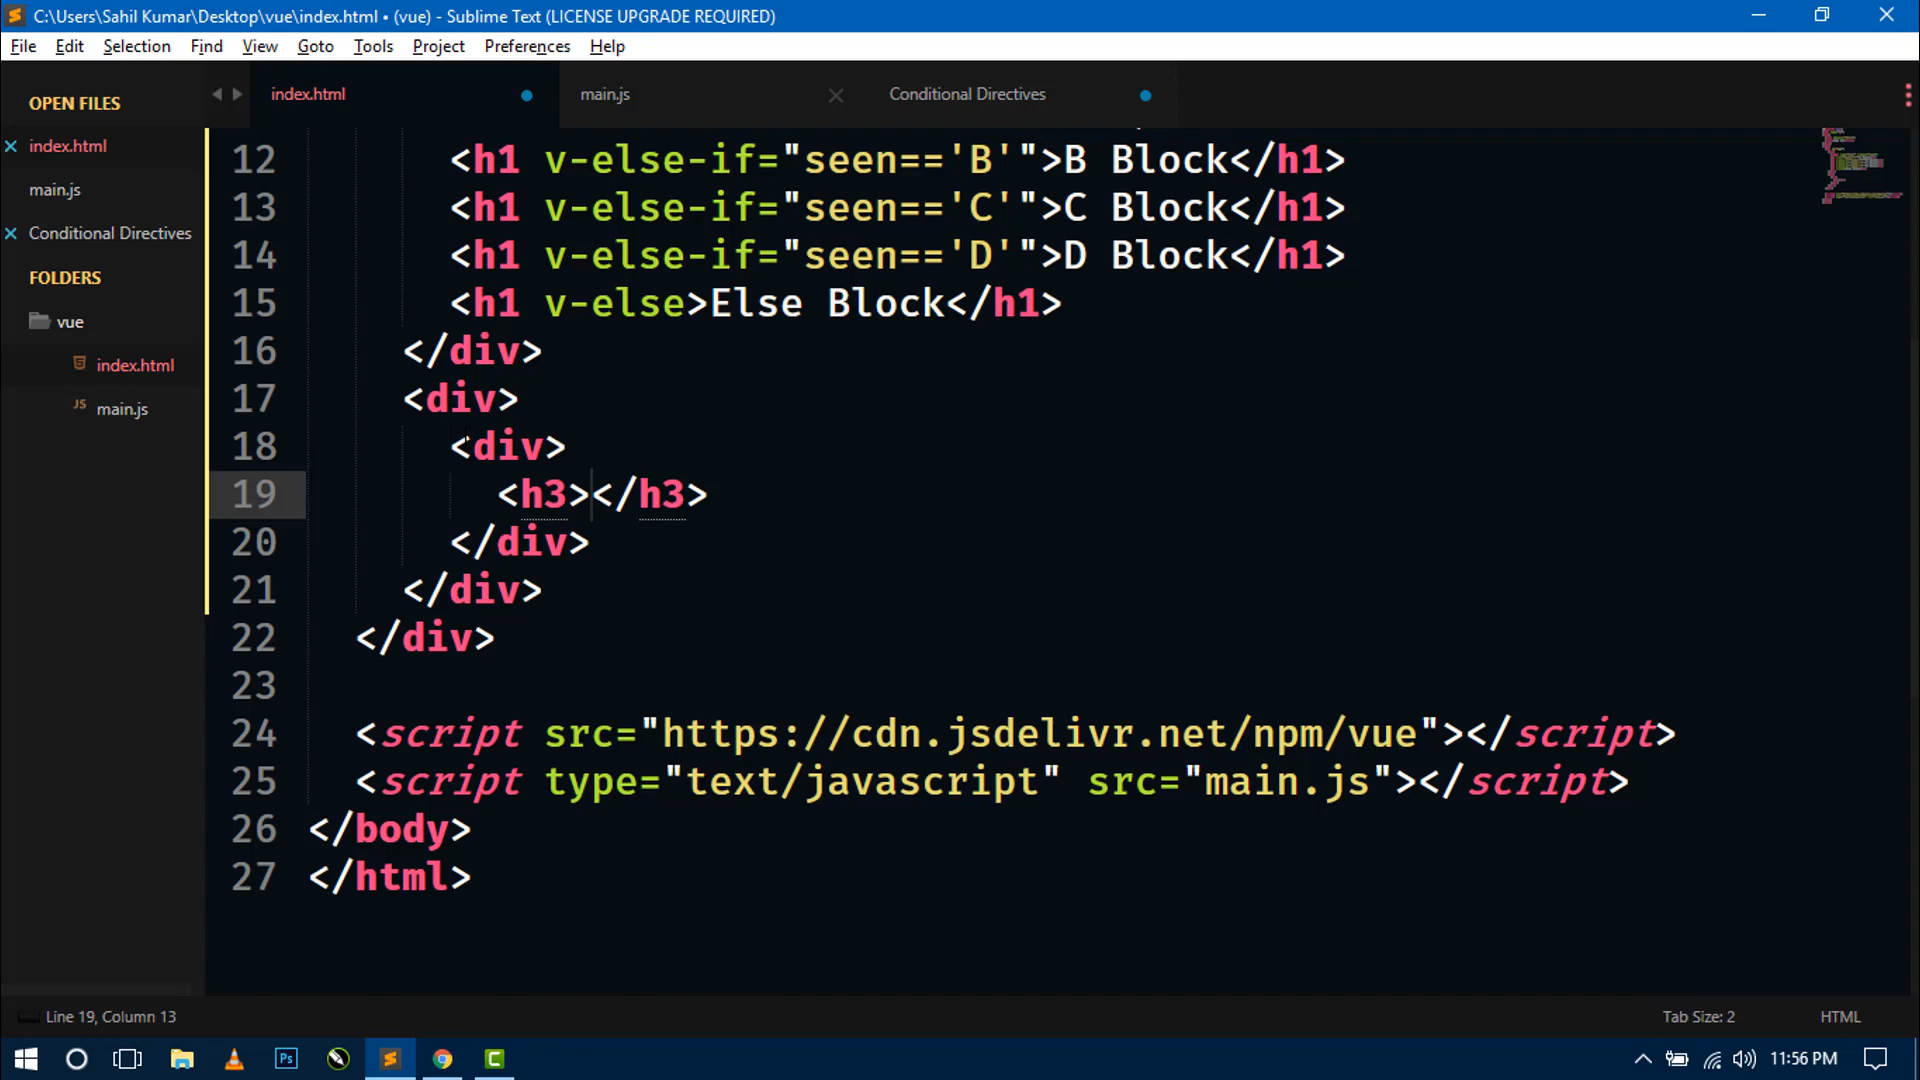 C:\Users\Sahil Kumar\Desktop\vue\index.html • (vue) - Sublime Text (LICENSE UPGRADE REQUIRED)
File Edit Selection Find View Goto Tools Project Preferences Help
OPEN FILES
index.html
main.js
Conditional Directives
FOLDERS
vue
index.html
main.js
index.html main.js Conditional Directives
12 <h1 v-else-if="seen=='B'">B Block</h1>
13 <h1 v-else-if="seen=='C'">C Block</h1>
14 <h1 v-else-if="seen=='D'">D Block</h1>
15 <h1 v-else>Else Block</h1>
16 </div>
17 <div>
18 <div>
19 <h3></h3>
20 </div>
21 </div>
22 </div>
23
24 <script src="https://cdn.jsdelivr.net/npm/vue"></script>
25 <script type="text/javascript" src="main.js"></script>
26 </body>
27 </html>
Line 19, Column 13
Tab Size: 2
HTML
Ps
11:56 PM